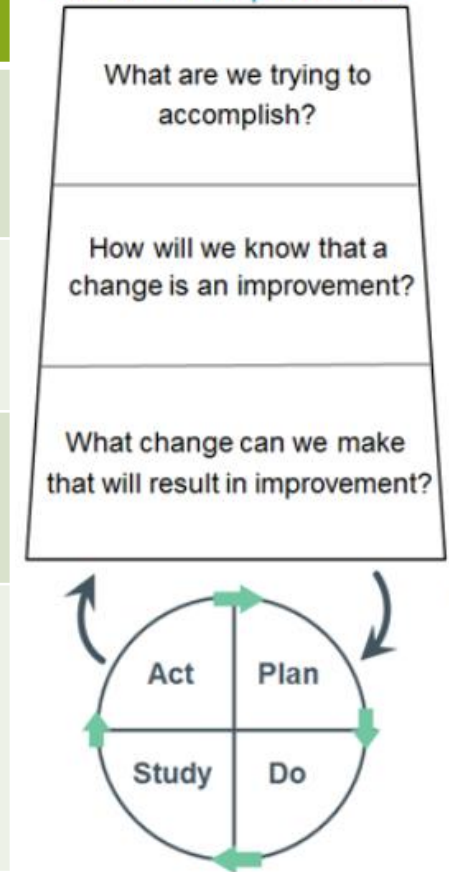 What are we trying to
accomplish?
How will we know that a
change is an improvement?
What change can we make
that will result in improvement?
Act
Plan
Study
Do